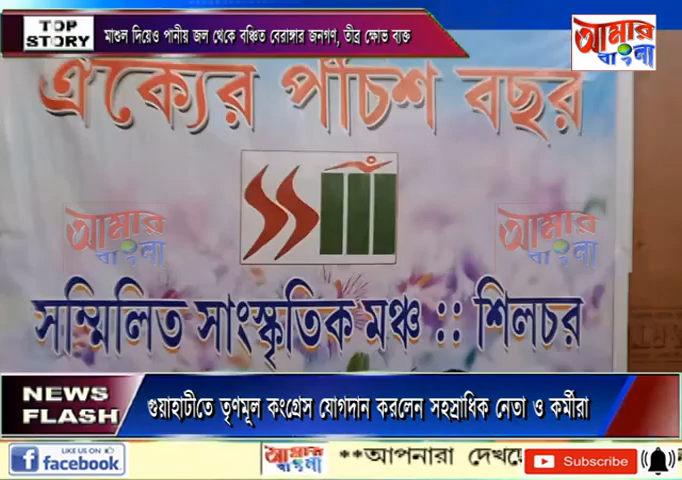 TOP STORY
মাশুল দিয়েও পানীয় জল থেকে বঞ্চিত বেরাঙ্গার জনগণ, তীব্র ক্ষোভ ব্যক্ত
আমার
বাংলা
ঐক্যের পঁচিশ বছর
আমার
বাংলা
আমার
বাংলা
সম্মিলিত সাংস্কৃতিক মঞ্চ :: শিলচর
NEWS
FLASH
গুয়াহাটীতে তৃণমূল কংগ্রেস যোগদান করলেন সহস্রাধিক নেতা ও কর্মীরা
LIKE US ON
facebook.
আমার
বাংলা
**আপনারা দেখছে
Subscribe